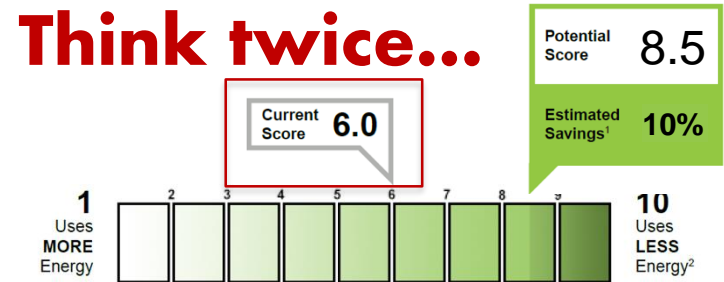 Think twice...
Potential
Score
8.5
Current
Score
6.0
Estimated
Savings¹
10%
1
2
3
4
5
6
7
8
9
10
Uses
MORE
Energy
Uses
LESS
Energy²